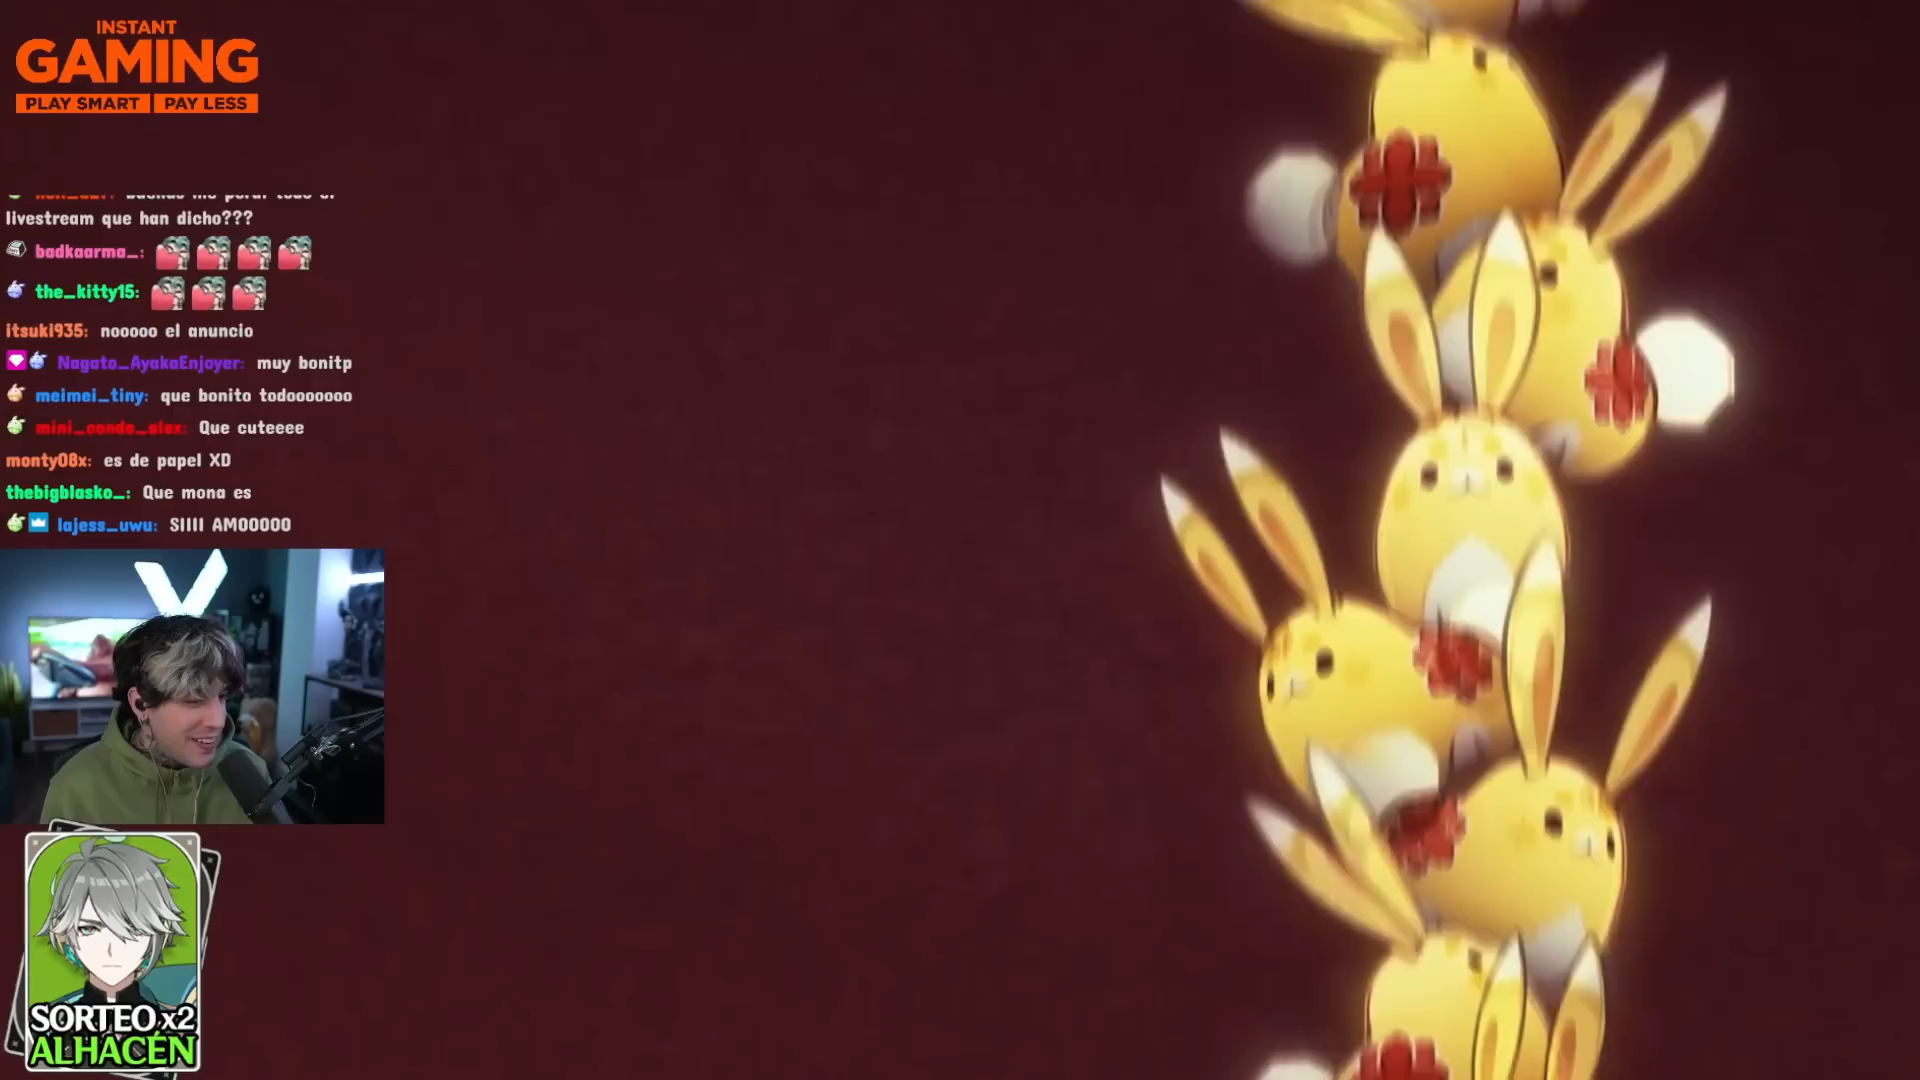 INSTANT
GAMING
PLAY SMART PAY LESS
livestream que han dicho???
badkaarma_:
the_kitty15:
itsuki935: nooooo el anuncio
Nagato_AyakaEnjoyer: muy bonitp
meimei_tiny: que bonito todooooooo
mini_conde_alex: Que cuteeee
monty08x: es de papel XD
thebigblasko_: Que mona es
lajess_uwu: SIIII AMOOOOO
SORTEO x2
ALHACÉN